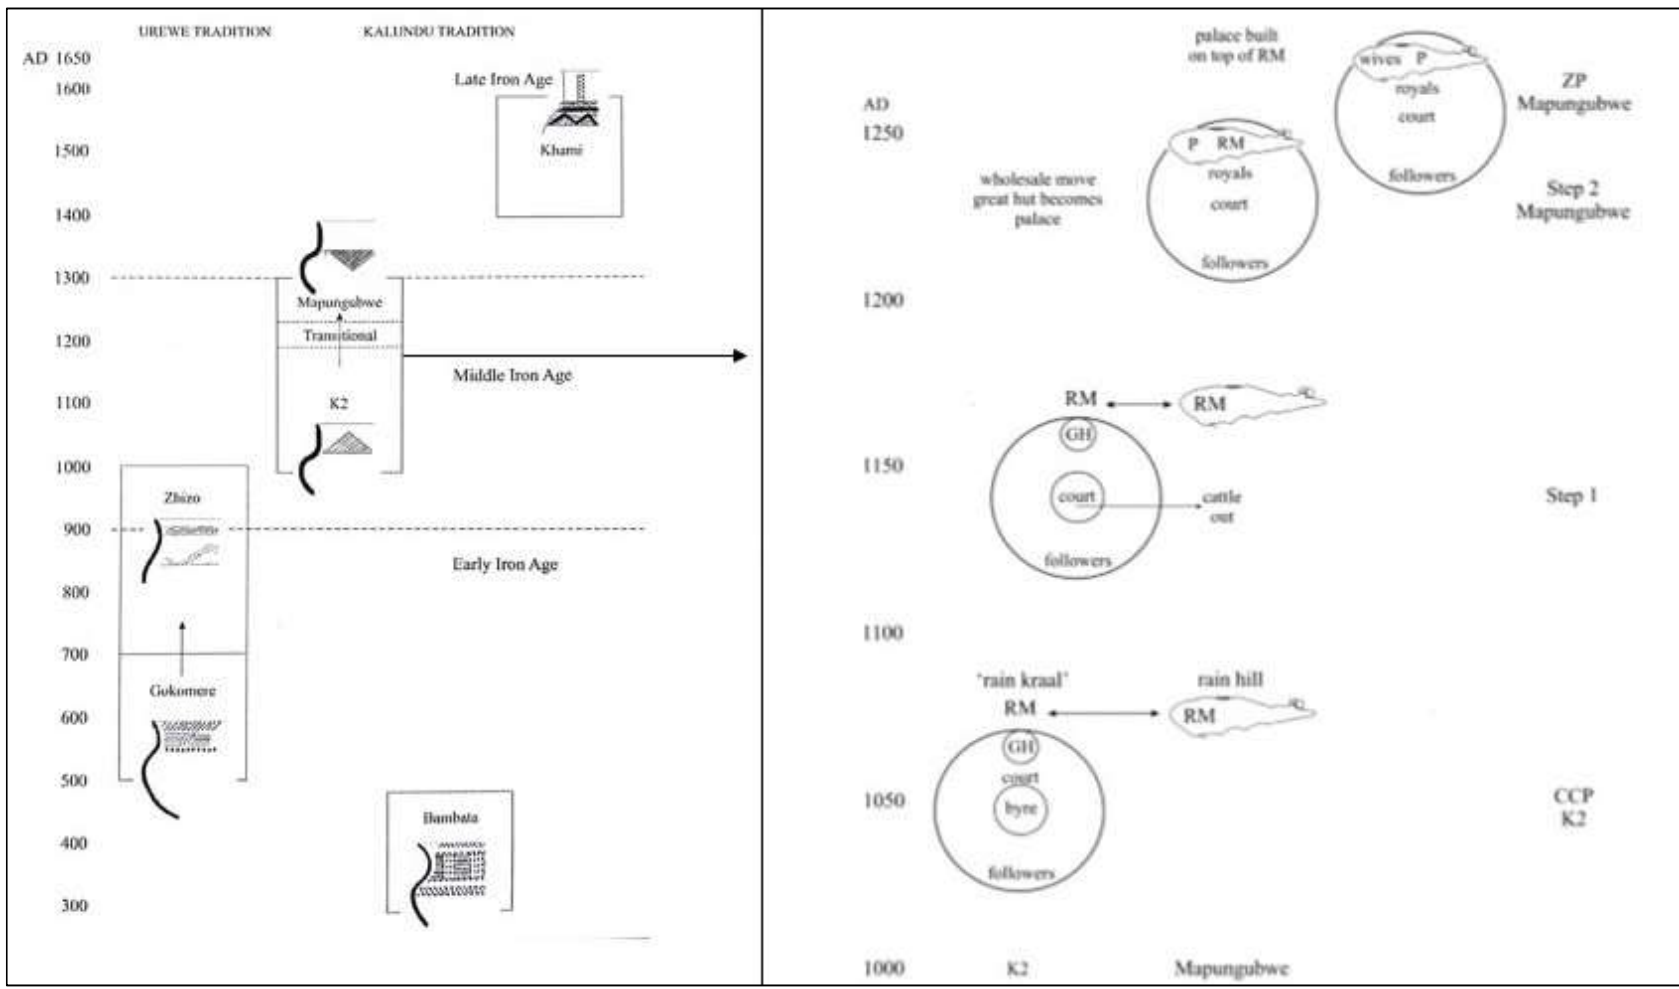 UREWE TRADITION
KALUNDU TRADITION
AD 1650
1600
1500
1400
1300
1200
1100
1000
900
800
700
600
500
400
300
Late Iron Age
Khami
Mapungubwe
Transitional
K2
Middle Iron Age
Zhizo
Early Iron Age
Gokomere
Bambata
palace built
on top of RM
wives P
royals
court
followers
ZP
Mapungubwe
AD
1250
P RM
royals
court
followers
wholesale move
great hut becomes
palace
Step 2
Mapungubwe
1200
RM
RM
GH
1150
court
cattle
out
followers
Step 1
1100
'rain kraal'
rain hill
RM
RM
GH
court
byre
followers
1050
CCP
K2
1000
K2
Mapungubwe